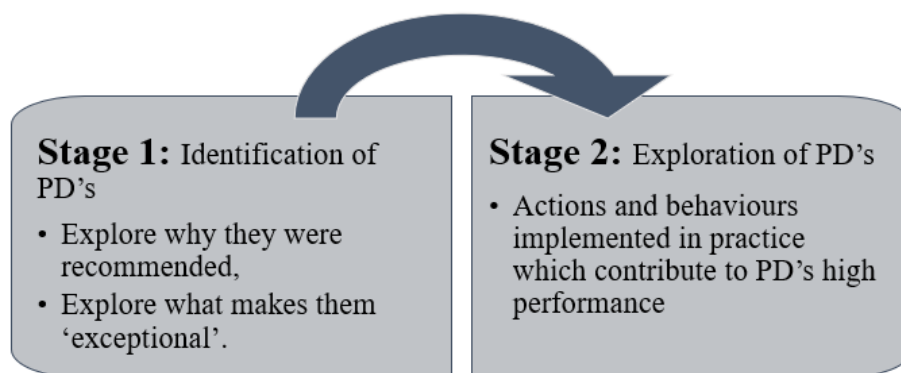 Stage 1: Identification of
PD’s
• Explore why they were
recommended,
• Explore what makes them
‘exceptional’.
Stage 2: Exploration of PD’s
• Actions and behaviours
implemented in practice
which contribute to PD’s high
performance